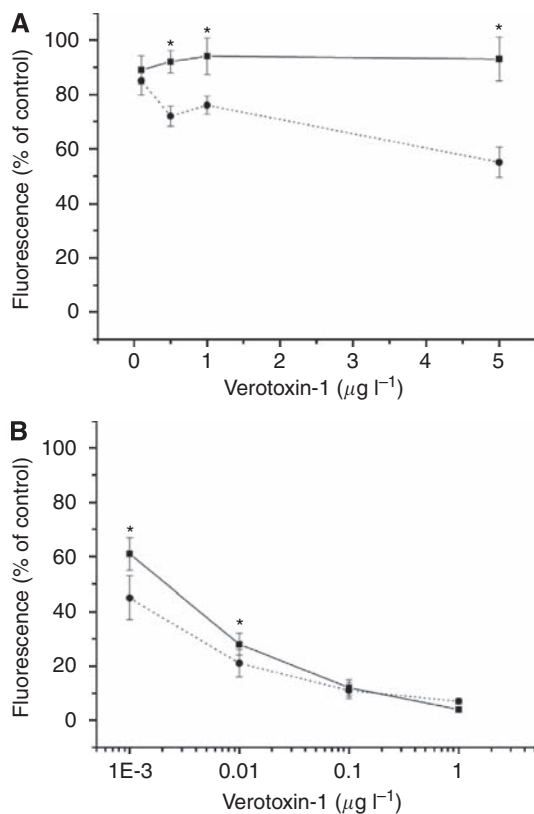 A
* * *
100
80
60
40
20
0
Fluorescence (% of control)
0 1 2 3 4 5
Verotoxin-1 (μg l⁻¹)
B
100
80
60
40
20
0
* *
Fluorescence (% of control)
1E-3 0.01 0.1 1
Verotoxin-1 (μg l⁻¹)